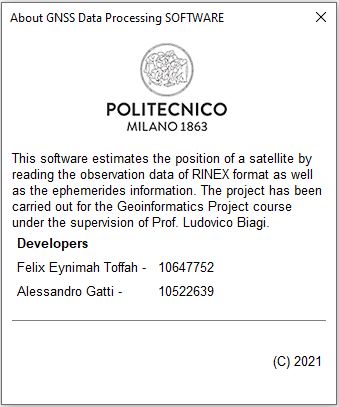 About GNSS Data Processing SOFTWARE
POLITECNICO
MILANO 1863
This software estimates the position of a satellite by
reading the observation data of RINEX format as well
as the ephemerides information. The project has been
carried out for the Geoinformatics Project course
under the supervision of Prof. Ludovico Biagi.
Developers
Felix Eynimah Toffah - 10647752
Alessandro Gatti - 10522639
(C) 2021